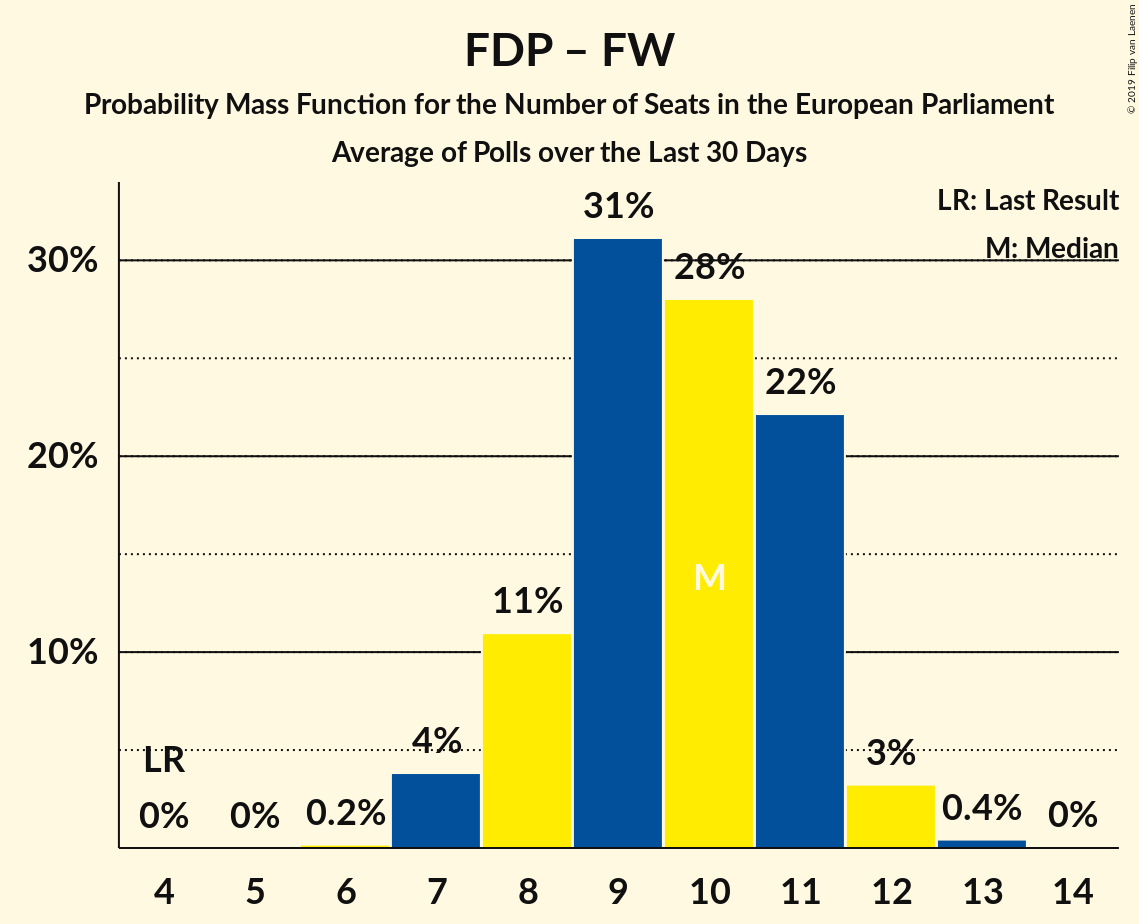 FDP – FW
Probability Mass Function for the Number of Seats in the European Parliament
Average of Polls over the Last 30 Days
© 2019 Filip van Laenen
LR: Last Result
M: Median
30%
20%
10%
LR
0%
0%
0.2%
4%
11%
31%
28%
M
22%
3%
0.4%
0%
4 5 6 7 8 9 10 11 12 13 14